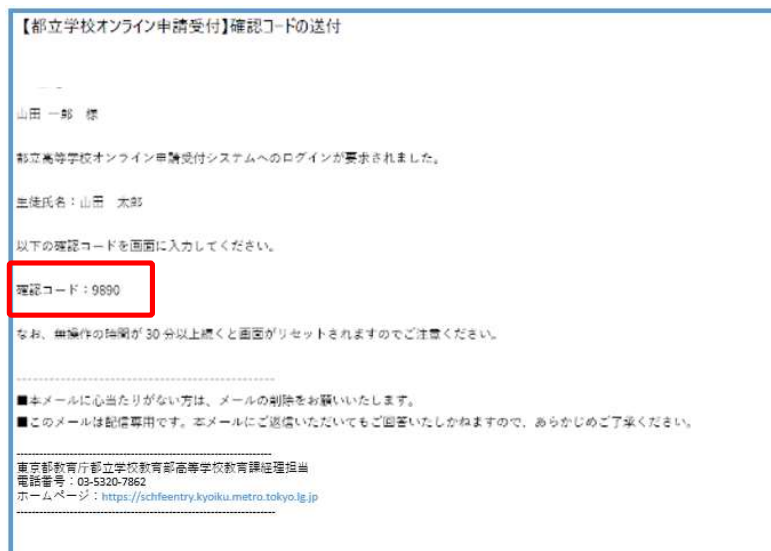 【都立学校オンライン申請受付】確認コードの送付
山田 一郎 様
都立高等学校オンライン申請受付システムへのログインが要求されました。
生徒氏名：山田 太郎
以下の確認コードを画面に入力してください。
確認コード：9890
なお、無操作の時間が 30 分以上続くと画面がリセットされますのでご注意ください。
--------------------------------------------------
■本メールに心当たりがない方は、メールの削除をお願いいたします。
■このメールは配信専用です。本メールにご返信いただいてもご回答いたしかねますので、あらかじめご了承ください。
--------------------------------------------------
東京都教育庁都立学校教育部高等学校教育課経理担当
電話番号：03-5320-7862
ホームページ：https://schfeentry.kyoiku.metro.tokyo.lg.jp
--------------------------------------------------